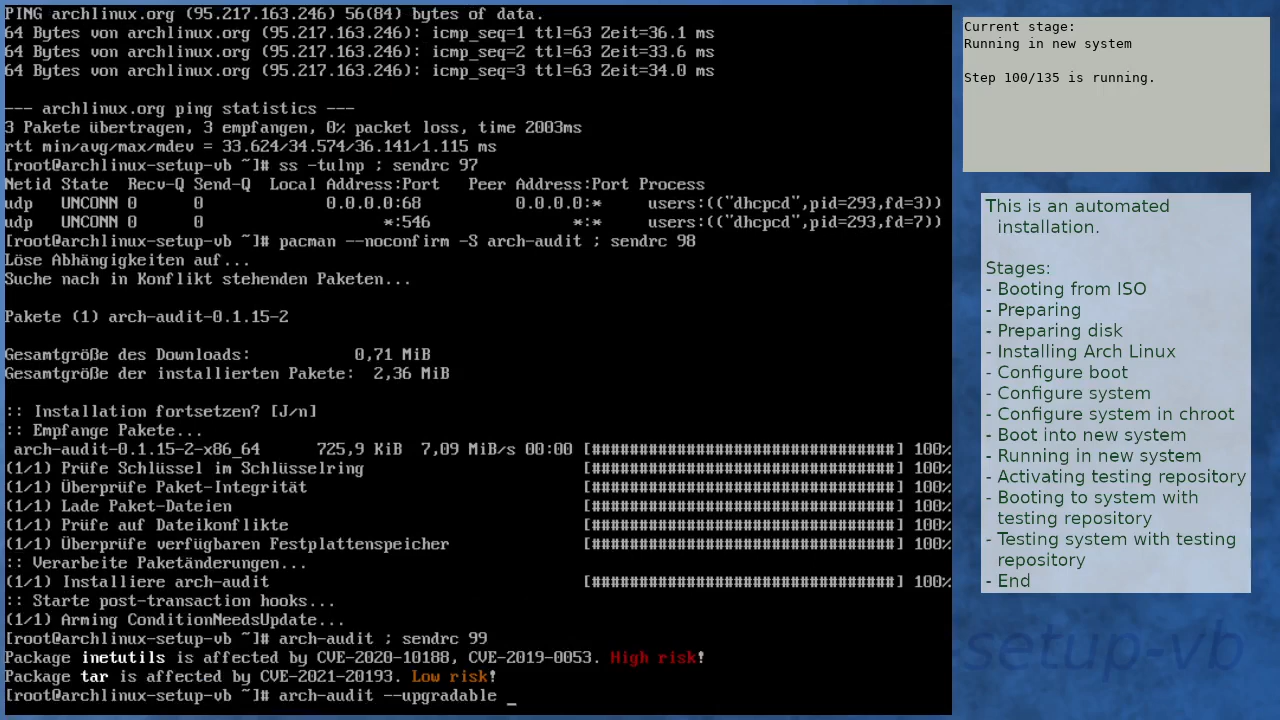 PING archlinux.org (95.217.163.246) 56(84) bytes of data.
64 Bytes von archlinux.org (95.217.163.246): icmp_seq=1 ttl=63 Zeit=36.1 ms
64 Bytes von archlinux.org (95.217.163.246): icmp_seq=2 ttl=63 Zeit=33.6 ms
64 Bytes von archlinux.org (95.217.163.246): icmp_seq=3 ttl=63 Zeit=34.0 ms
--- archlinux.org ping statistics ---
3 Pakete übertragen, 3 empfangen, 0% packet loss, time 2003ms
rtt min/avg/max/mdev = 33.624/34.574/36.141/1.115 ms
[root@archlinux-setup-vb ~]# ss -tulnp ; sendrc 97
Netid State  Recv-Q Send-Q  Local Address:Port   Peer Address:Port Process
udp   UNCONN 0      0             0.0.0.0:68          0.0.0.0:*     users:(("dhcpcd",pid=293,fd=3))
udp   UNCONN 0      0                   *:546               *:*     users:(("dhcpcd",pid=293,fd=7))
[root@archlinux-setup-vb ~]# pacman --noconfirm -S arch-audit ; sendrc 98
Löse Abhängigkeiten auf...
Suche nach in Konflikt stehenden Paketen...
Pakete (1) arch-audit-0.1.15-2
Gesamtgröße des Downloads:           0,71 MiB
Gesamtgröße der installierten Pakete:  2,36 MiB
:: Installation fortsetzen? [J/n]
:: Empfange Pakete...
arch-audit-0.1.15-2-x86_64      725,9 KiB  7,09 MiB/s 00:00 [################################] 100%
(1/1) Prüfe Schlüssel im Schlüsselring                       [################################] 100%
(1/1) Überprüfe Paket-Integrität                             [################################] 100%
(1/1) Lade Paket-Dateien                                     [################################] 100%
(1/1) Prüfe auf Dateikonflikte                               [################################] 100%
(1/1) Überprüfe verfügbaren Festplattenspeicher              [################################] 100%
:: Verarbeite Paketänderungen...
(1/1) Installiere arch-audit                                 [################################] 100%
:: Starte post-transaction hooks...
(1/1) Arming ConditionNeedsUpdate...
[root@archlinux-setup-vb ~]# arch-audit ; sendrc 99
Package inetutils is affected by CVE-2020-10188, CVE-2019-0053. High risk!
Package tar is affected by CVE-2021-20193. Low risk!
[root@archlinux-setup-vb ~]# arch-audit --upgradable _
Current stage:
Running in new system
Step 100/135 is running.
This is an automated
installation.
Stages:
- Booting from ISO
- Preparing
- Preparing disk
- Installing Arch Linux
- Configure boot
- Configure system
- Configure system in chroot
- Boot into new system
- Running in new system
- Activating testing repository
- Booting to system with
testing repository
- Testing system with testing
repository
- End
setup-vb